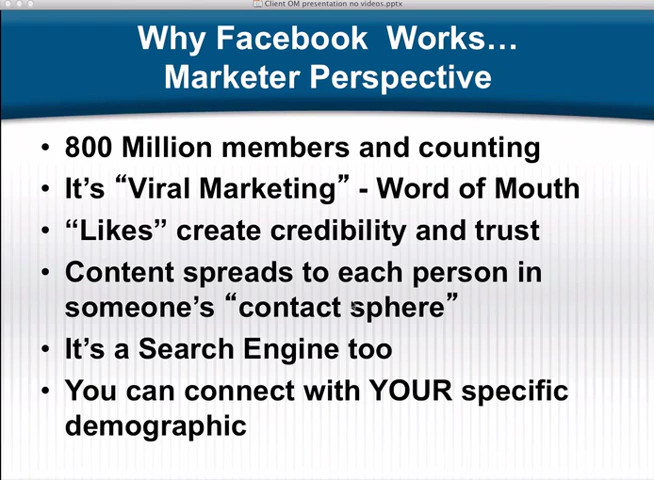 Client OM presentation no videos.pptx
Why Facebook Works...
Marketer Perspective
• 800 Million members and counting
• It's “Viral Marketing” - Word of Mouth
• “Likes” create credibility and trust
• Content spreads to each person in
someone's “contact sphere”
• It's a Search Engine too
• You can connect with YOUR specific
demographic